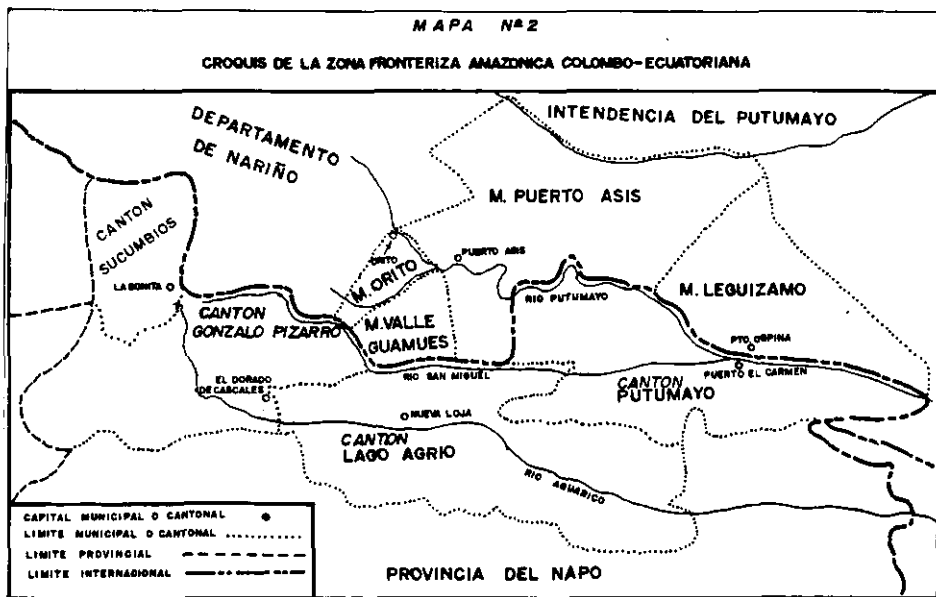 MAPA Nº 2
CROQUIS DE LA ZONA FRONTERIZA AMAZONICA COLOMBO-ECUATORIANA
INTENDENCIA DEL PUTUMAYO
DEPARTAMENTO
DE NARIÑO
M. PUERTO ASIS
CANTON
SUCUMBIOS
PUERTO ASIS
ORITO
M. ORITO
LA BONITA
M. LEGUIZAMO
RIO PUTUMAYO
CANTON
GONZALO PIZARRO
M. VALLE
GUAMUES
PTO. OSPINA
PUERTO EL CARMEN
RIO SAN MIGUEL
EL DORADO
DE CASCALES
CANTON
PUTUMAYO
NUEVA LOJA
CANTON
LAGO AGRIO
RIO AGUARICO
CAPITAL MUNICIPAL O CANTONAL
LIMITE MUNICIPAL O CANTONAL
LIMITE PROVINCIAL
LIMITE INTERNACIONAL
PROVINCIA DEL NAPO